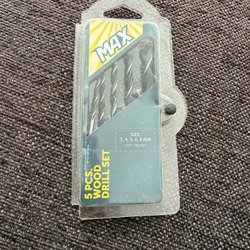 MAX
5 PCS.
WOOD
DRILL SET
SIZE
3, 4, 5, 6, 8 MM